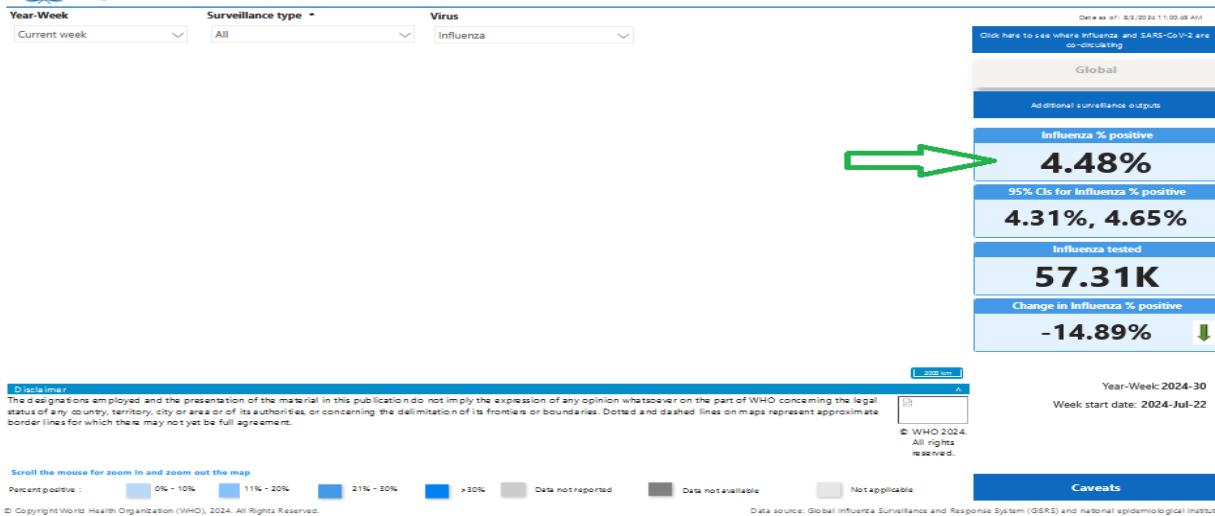 Year-Week
Surveillance type
Virus
Current week
All
Influenza
Click here to see where Influenza and SARS-CoV-2 are
co-circulating
Global
Additional surveillance outputs
Influenza % positive
4.48%
95% CIs for Influenza % positive
4.31%, 4.65%
Influenza tested
57.31K
Change in Influenza % positive
-14.89%
2000 km
Year-Week: 2024-30
Week start date: 2024-Jul-22
Disclaimer
The designations employed and the presentation of the material in this publication do not imply the expression of any opinion whatsoever on the part of WHO concerning the legal
status of any country, territory, city or area or of its authorities, or concerning the delimitation of its frontiers or boundaries. Dotted and dashed lines on maps represent approximate
border lines for which there may not yet be full agreement.
© WHO 2024.
All rights
reserved.
Scroll the mouse for zoom in and zoom out the map
Percent positive :
0% - 10%
11% - 20%
21% - 30%
>30%
Data not reported
Data not available
Not applicable
Caveats
© Copyright World Health Organization (WHO), 2024. All Rights Reserved.
Data source: Global Influenza Surveillance and Response System (GISRS) and national epidemiological